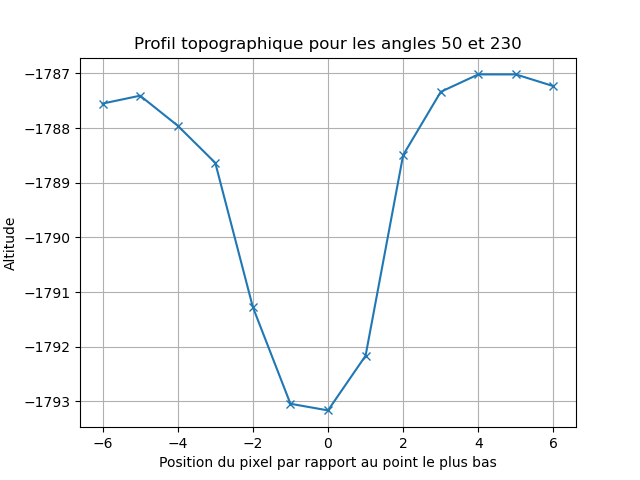 Profil topographique pour les angles 50 et 230
−1787
−1788
−1789
−1790
−1791
−1792
−1793
Altitude
−6 −4 −2 0 2 4 6
Position du pixel par rapport au point le plus bas